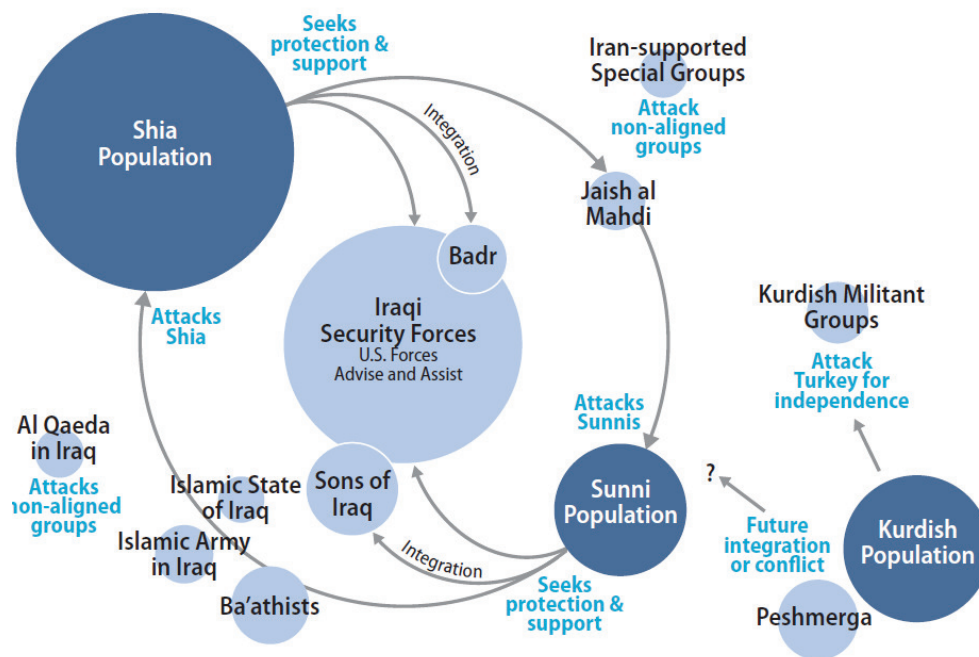 Seeks
protection &
support
Iran-supported
Special Groups
Attack
non-aligned
groups
Shia
Population
Integration
Jaish al
Mahdi
Badr
Iraqi
Security Forces
U.S. Forces
Advise and Assist
Kurdish Militant
Groups
Attack
Turkey for
independence
Attacks
Shia
Attacks
Sunnis
Al Qaeda
in Iraq
Attacks
non-aligned
groups
Islamic State
of Iraq
Sons of
Iraq
Islamic Army
in Iraq
Ba'athists
Integration
Sunni
Population
Seeks
protection &
support
?
Future
integration
or conflict
Kurdish
Population
Peshmerga